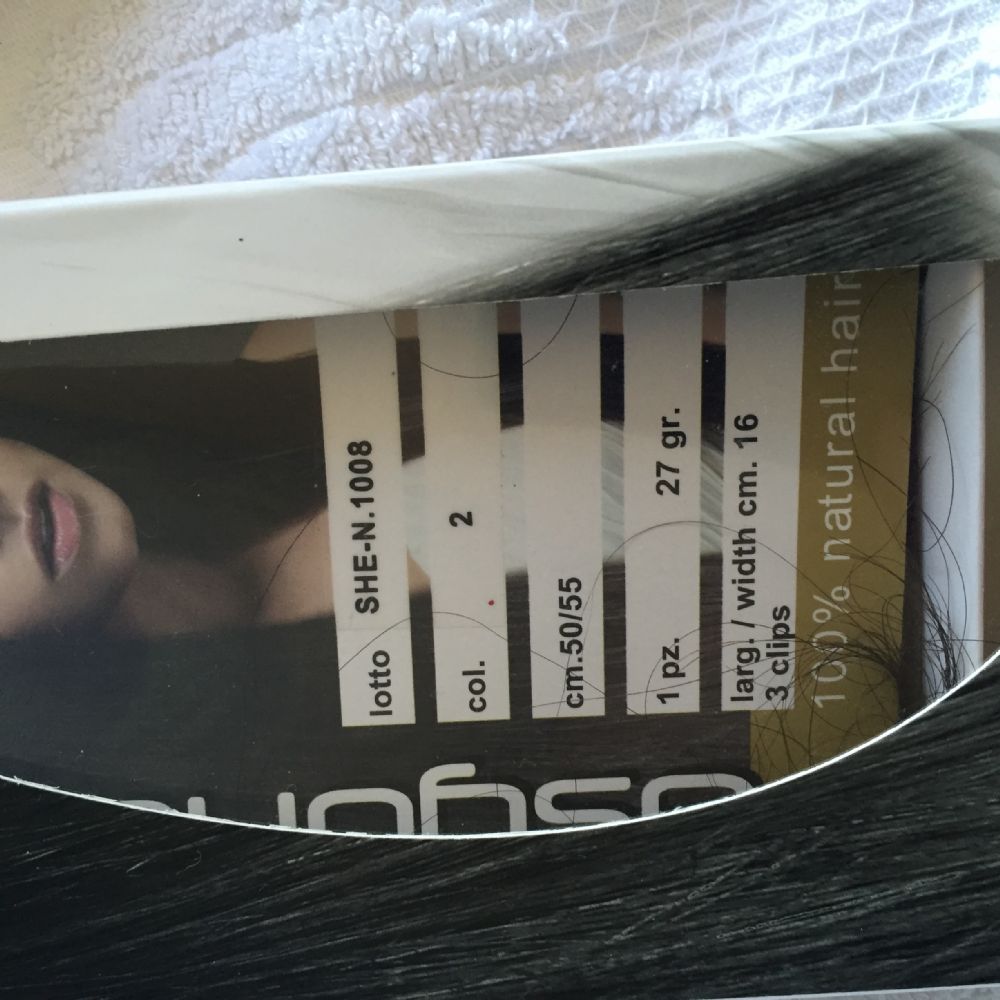 lotto SHE-N.1008
col. 2
cm.50/55
1 pz. 27 gr.
larg. / width cm. 16
3 clips
100% natural hair